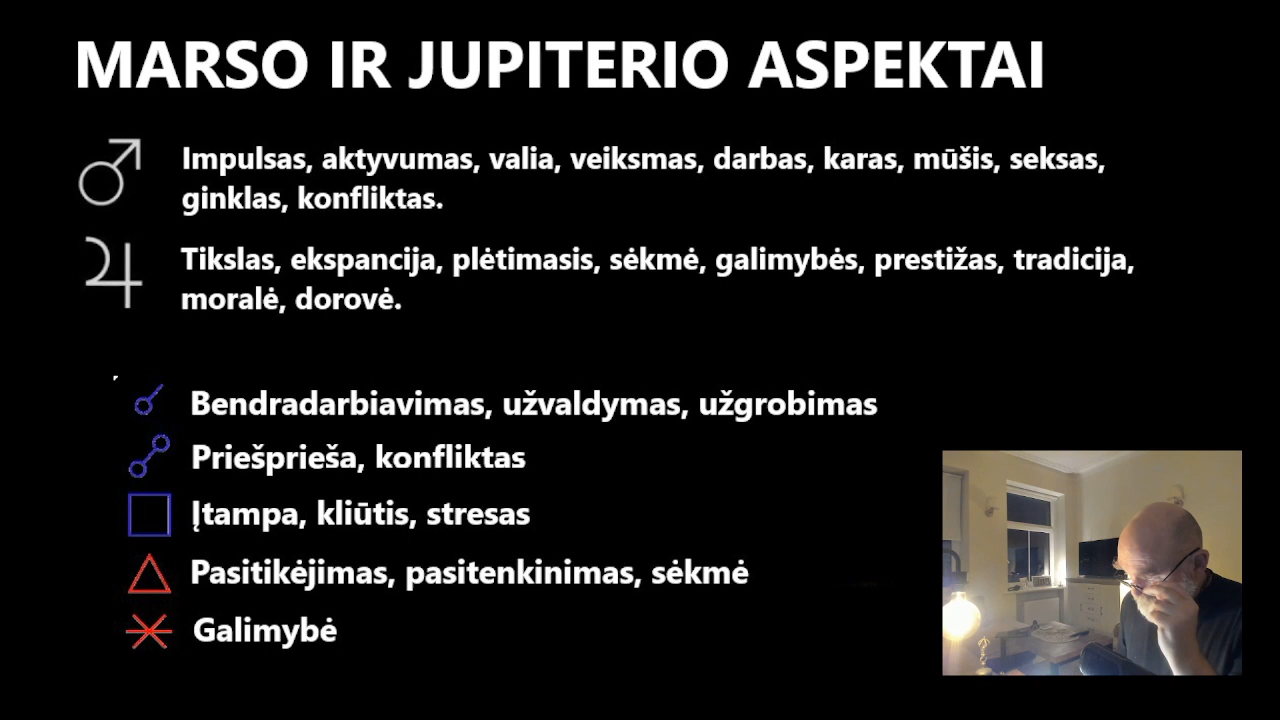 MARSO IR JUPITERIO ASPEKTAI
Impulsas, aktyvumas, valia, veiksmas, darbas, karas, mūšis, seksas,
ginklas, konfliktas.
Tikslas, ekspancija, plėtimasis, sėkmė, galimybės, prestižas, tradicija,
moralė, dorovė.
Bendradarbiavimas, užvaldymas, užgrobimas
Priešprieša, konfliktas
Įtampa, kliūtis, stresas
Pasitikėjimas, pasitenkinimas, sėkmė
Galimybė